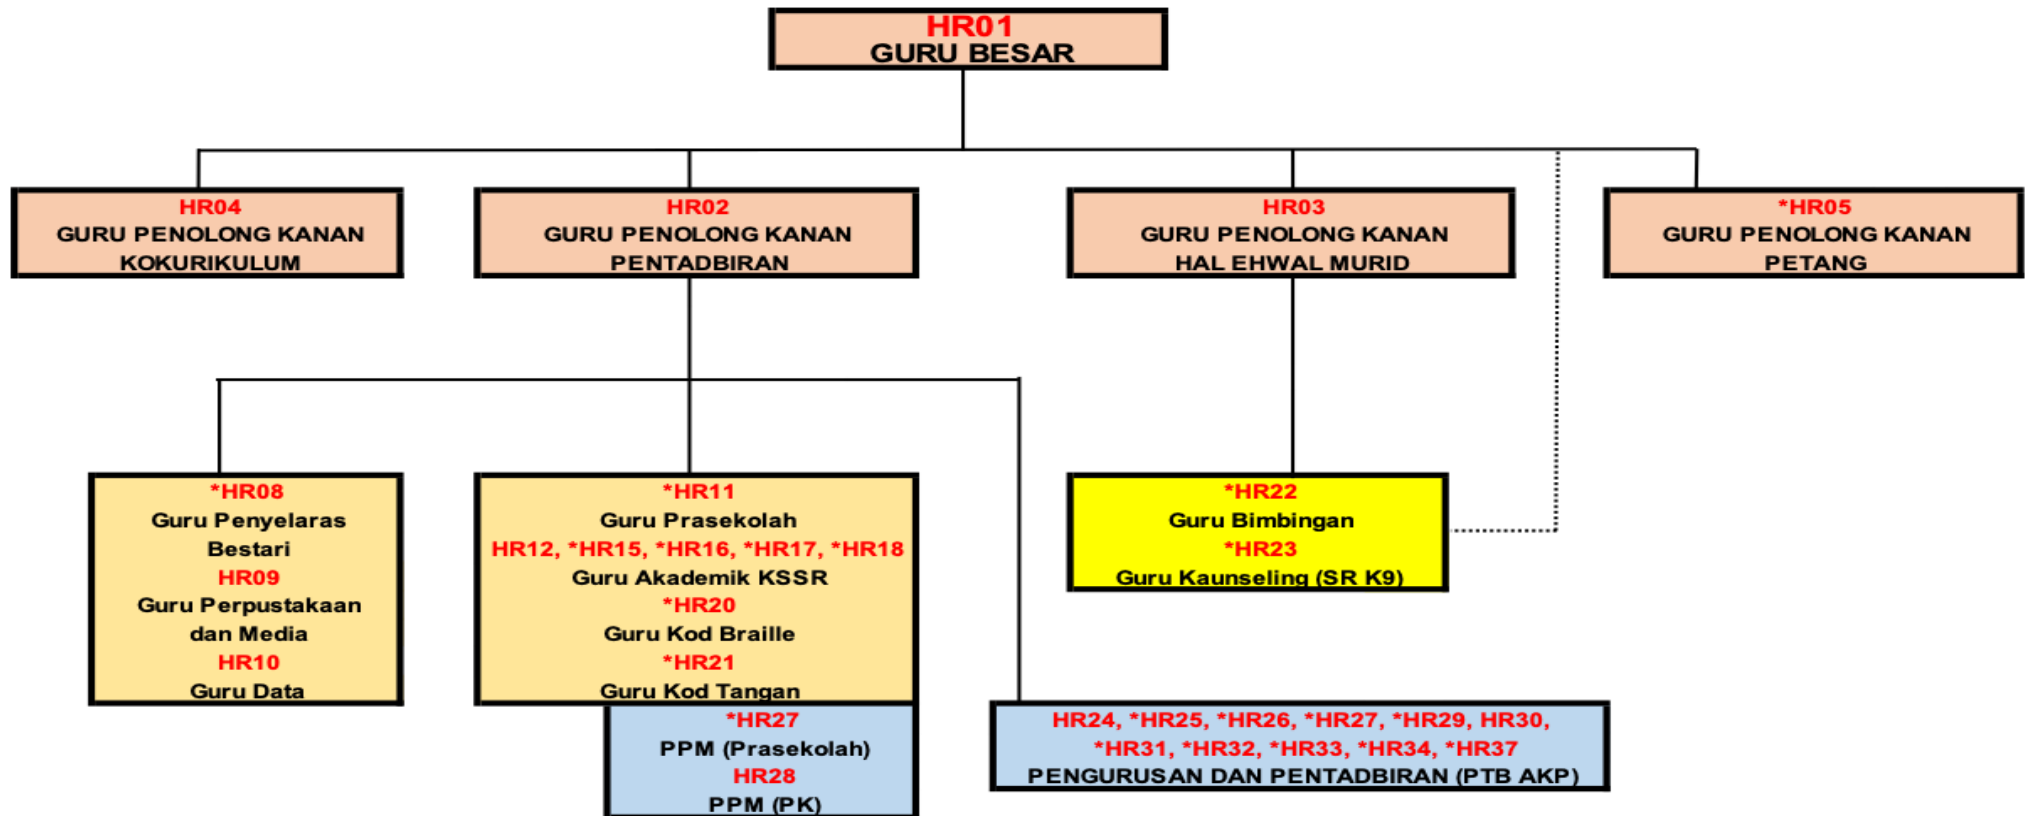 HR01
GURU BESAR
HR04
GURU PENOLONG KANAN
KOKURIKULUM
HR02
GURU PENOLONG KANAN
PENTADBIRAN
HR03
GURU PENOLONG KANAN
HAL EHWAL MURID
*HR05
GURU PENOLONG KANAN
PETANG
*HR08
Guru Penyelaras
Bestari
HR09
Guru Perpustakaan
dan Media
HR10
Guru Data
*HR11
Guru Prasekolah
HR12, *HR15, *HR16, *HR17, *HR18
Guru Akademik KSSR
*HR20
Guru Kod Braille
*HR21
Guru Kod Tangan
*HR27
PPM (Prasekolah)
HR28
PPM (PK)
*HR22
Guru Bimbingan
*HR23
Guru Kaunseling (SR K9)
HR24, *HR25, *HR26, *HR27, *HR29, HR30,
*HR31, *HR32, *HR33, *HR34, *HR37
PENGURUSAN DAN PENTADBIRAN (PTB AKP)